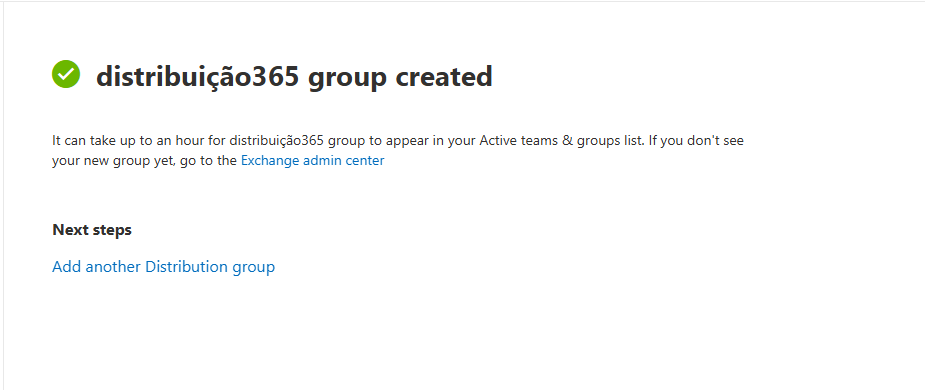 distribuição365 group created
It can take up to an hour for distribuição365 group to appear in your Active teams & groups list. If you don't see
your new group yet, go to the Exchange admin center
Next steps
Add another Distribution group